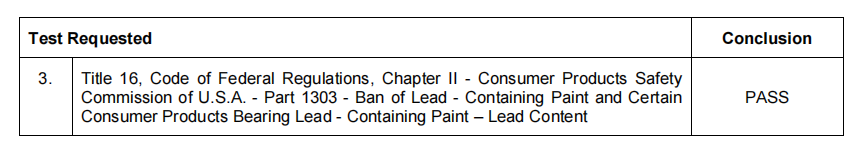 Test Requested Conclusion
3. Title 16, Code of Federal Regulations, Chapter II - Consumer Products Safety
Commission of U.S.A. - Part 1303 - Ban of Lead - Containing Paint and Certain PASS
Consumer Products Bearing Lead - Containing Paint – Lead Content